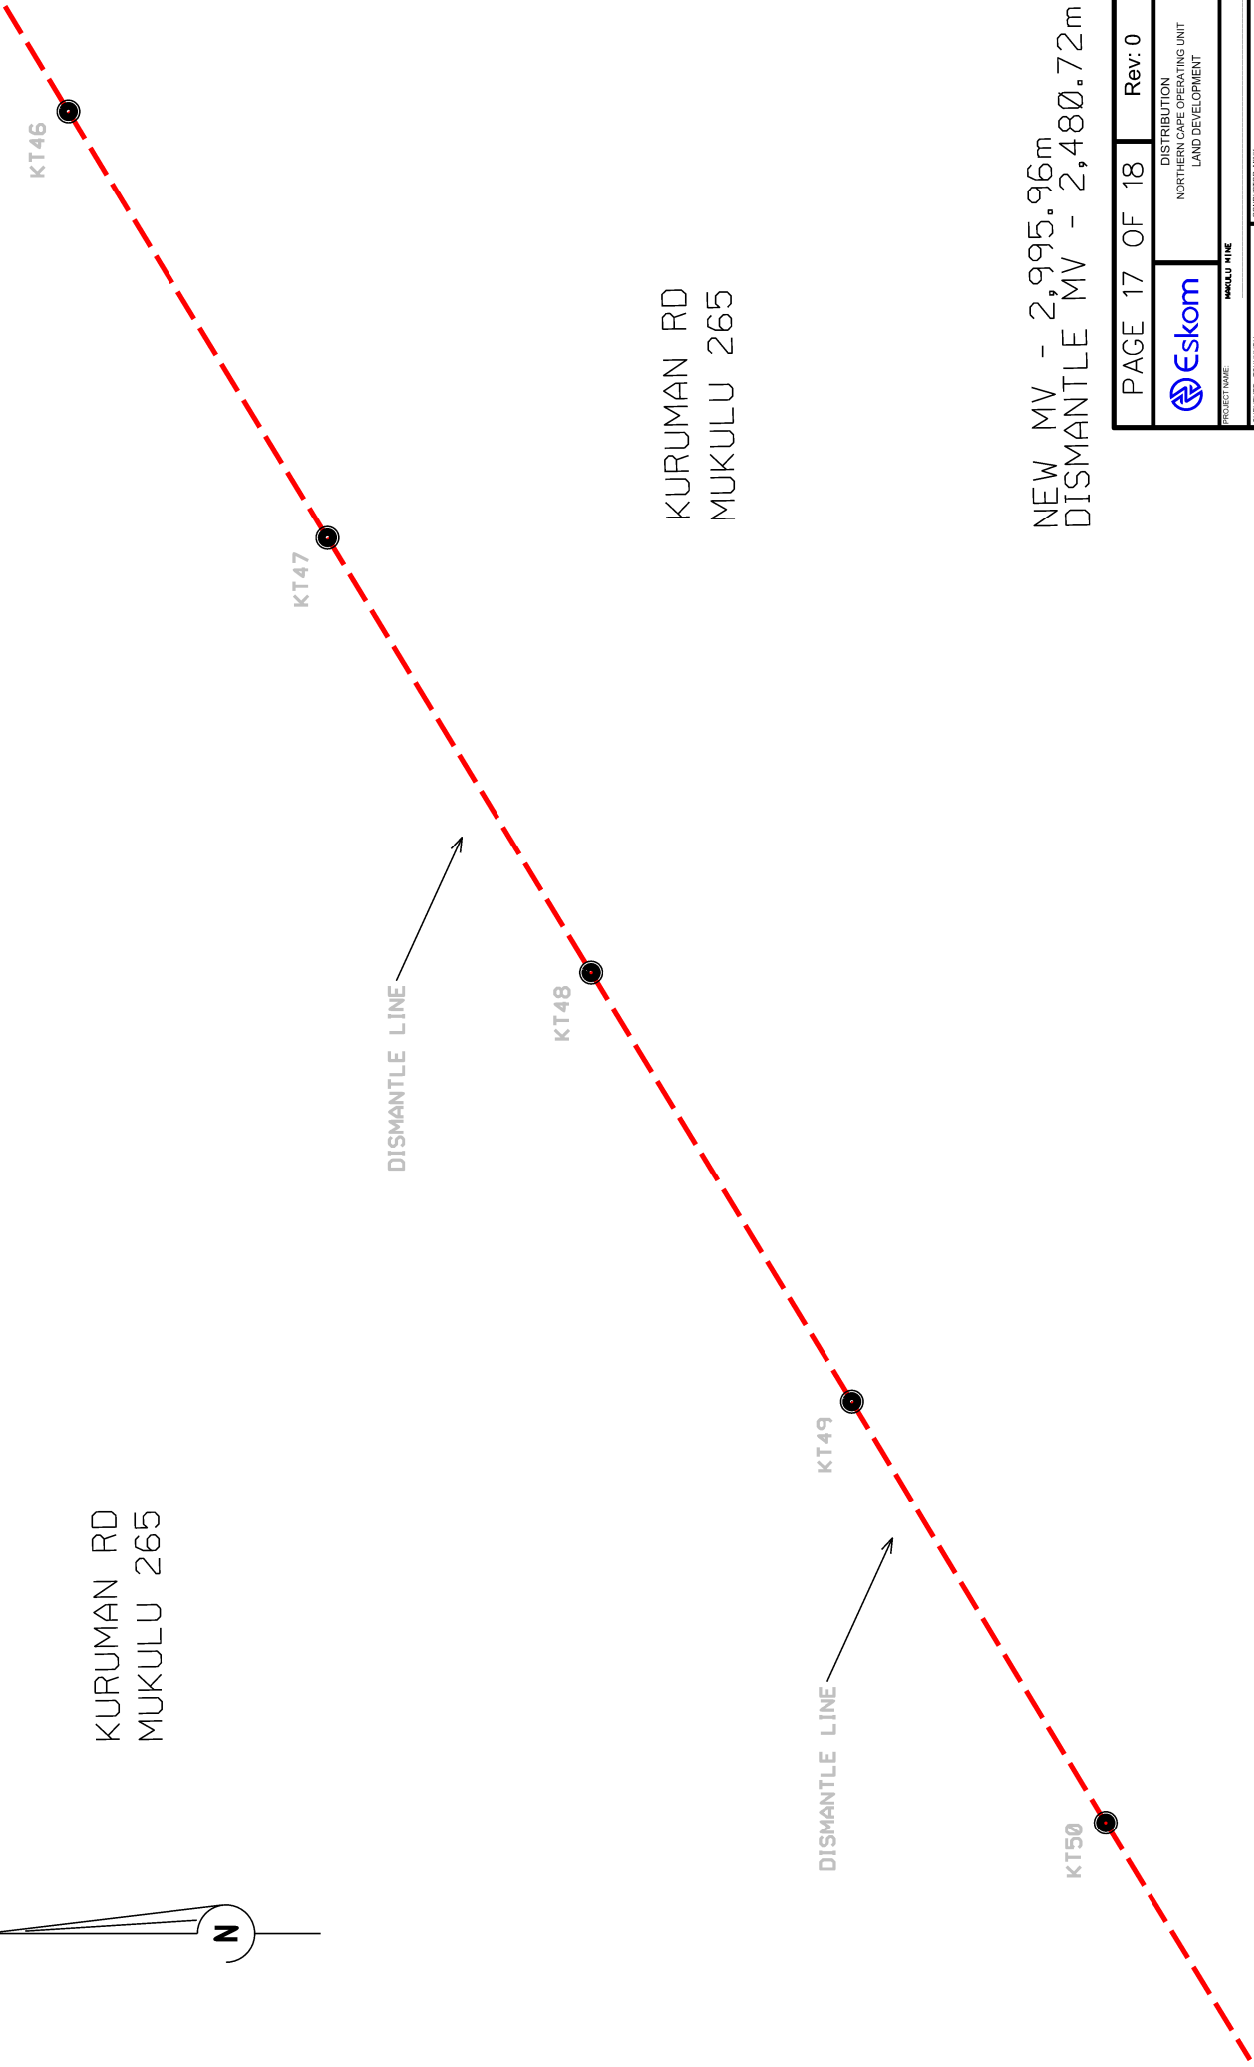 KT46
KT47
DISMANTLE LINE
KT48
KT49
DISMANTLE LINE
KT50
KURUMAN RD
MUKULU 265
KURUMAN RD
MUKULU 265
N
NEW MV - 2,995.96m
DISMANTLE MV - 2,480.72m
PAGE 17 OF 18
Rev: 0
Eskom
DISTRIBUTION
NORTHERN CAPE OPERATING UNIT
LAND DEVELOPMENT
PROJECT NAME:
MAKULU MINE